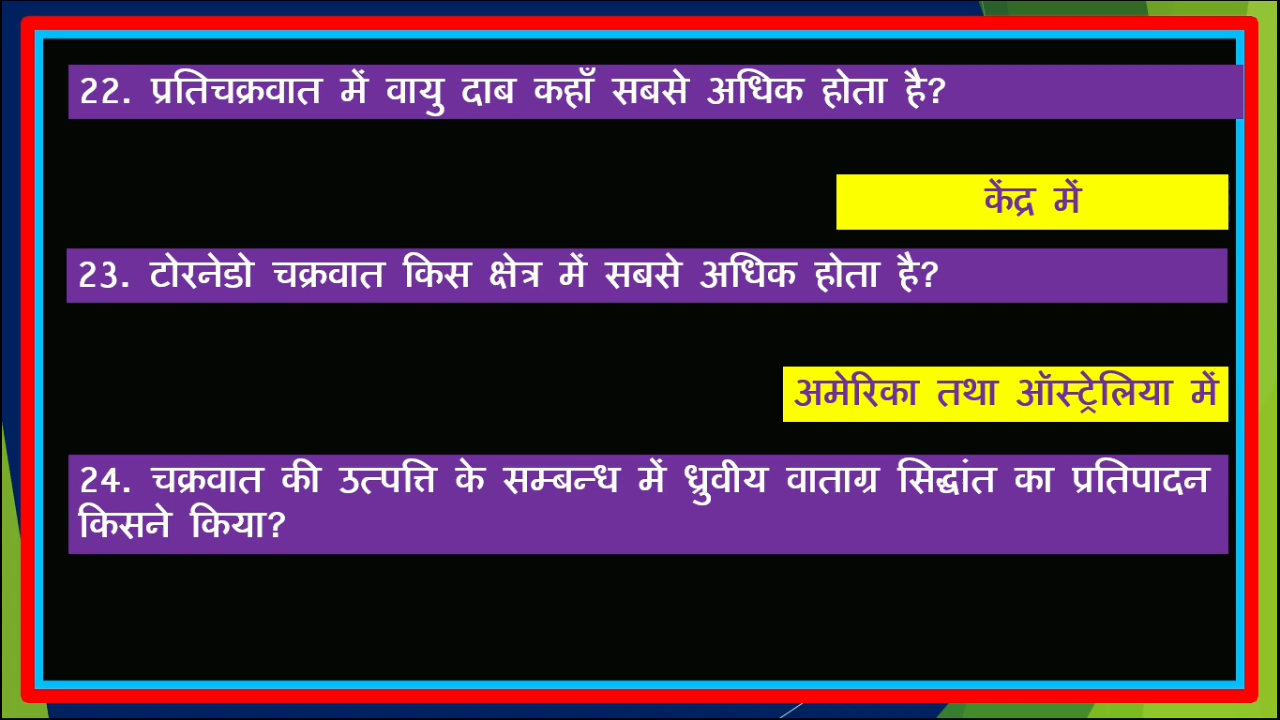 22. प्रतिचक्रवात में वायु दाब कहाँ सबसे अधिक होता है?
केंद्र में
23. टोरनेडो चक्रवात किस क्षेत्र में सबसे अधिक होता है?
अमेरिका तथा ऑस्ट्रेलिया में
24. चक्रवात की उत्पत्ति के सम्बन्ध में ध्रुवीय वाताग्र सिद्धांत का प्रतिपादन
किसने किया?